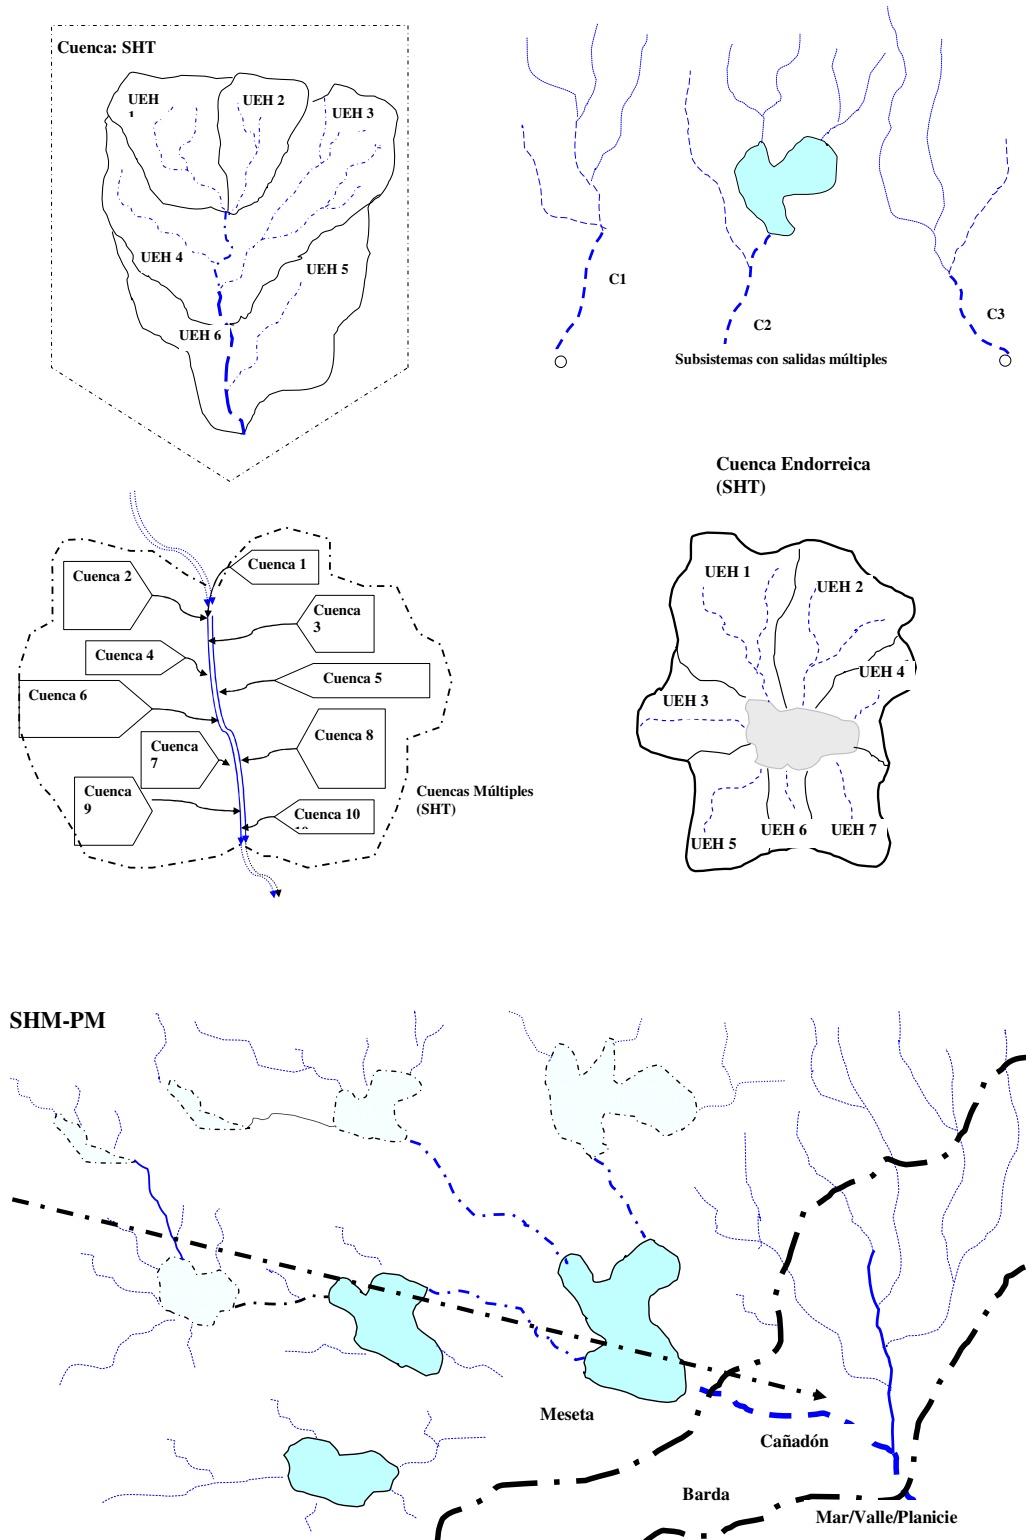 Cuenca: SHT
UEH
1
UEH 2
UEH 3
UEH 4
UEH 5
UEH 6
C1
C2
C3
Subsistemas con salidas múltiples
Cuenca 1
Cuenca 2
Cuenca
3
Cuenca 4
Cuenca 5
Cuenca 6
Cuenca
7
Cuenca 8
Cuenca
9
Cuenca 10
Cuencas Múltiples
(SHT)
Cuenca Endorreica
(SHT)
UEH 1
UEH 2
UEH 3
UEH 4
UEH 5
UEH 6
UEH 7
SHM-PM
Meseta
Cañadón
Barda
Mar/Valle/Planicie